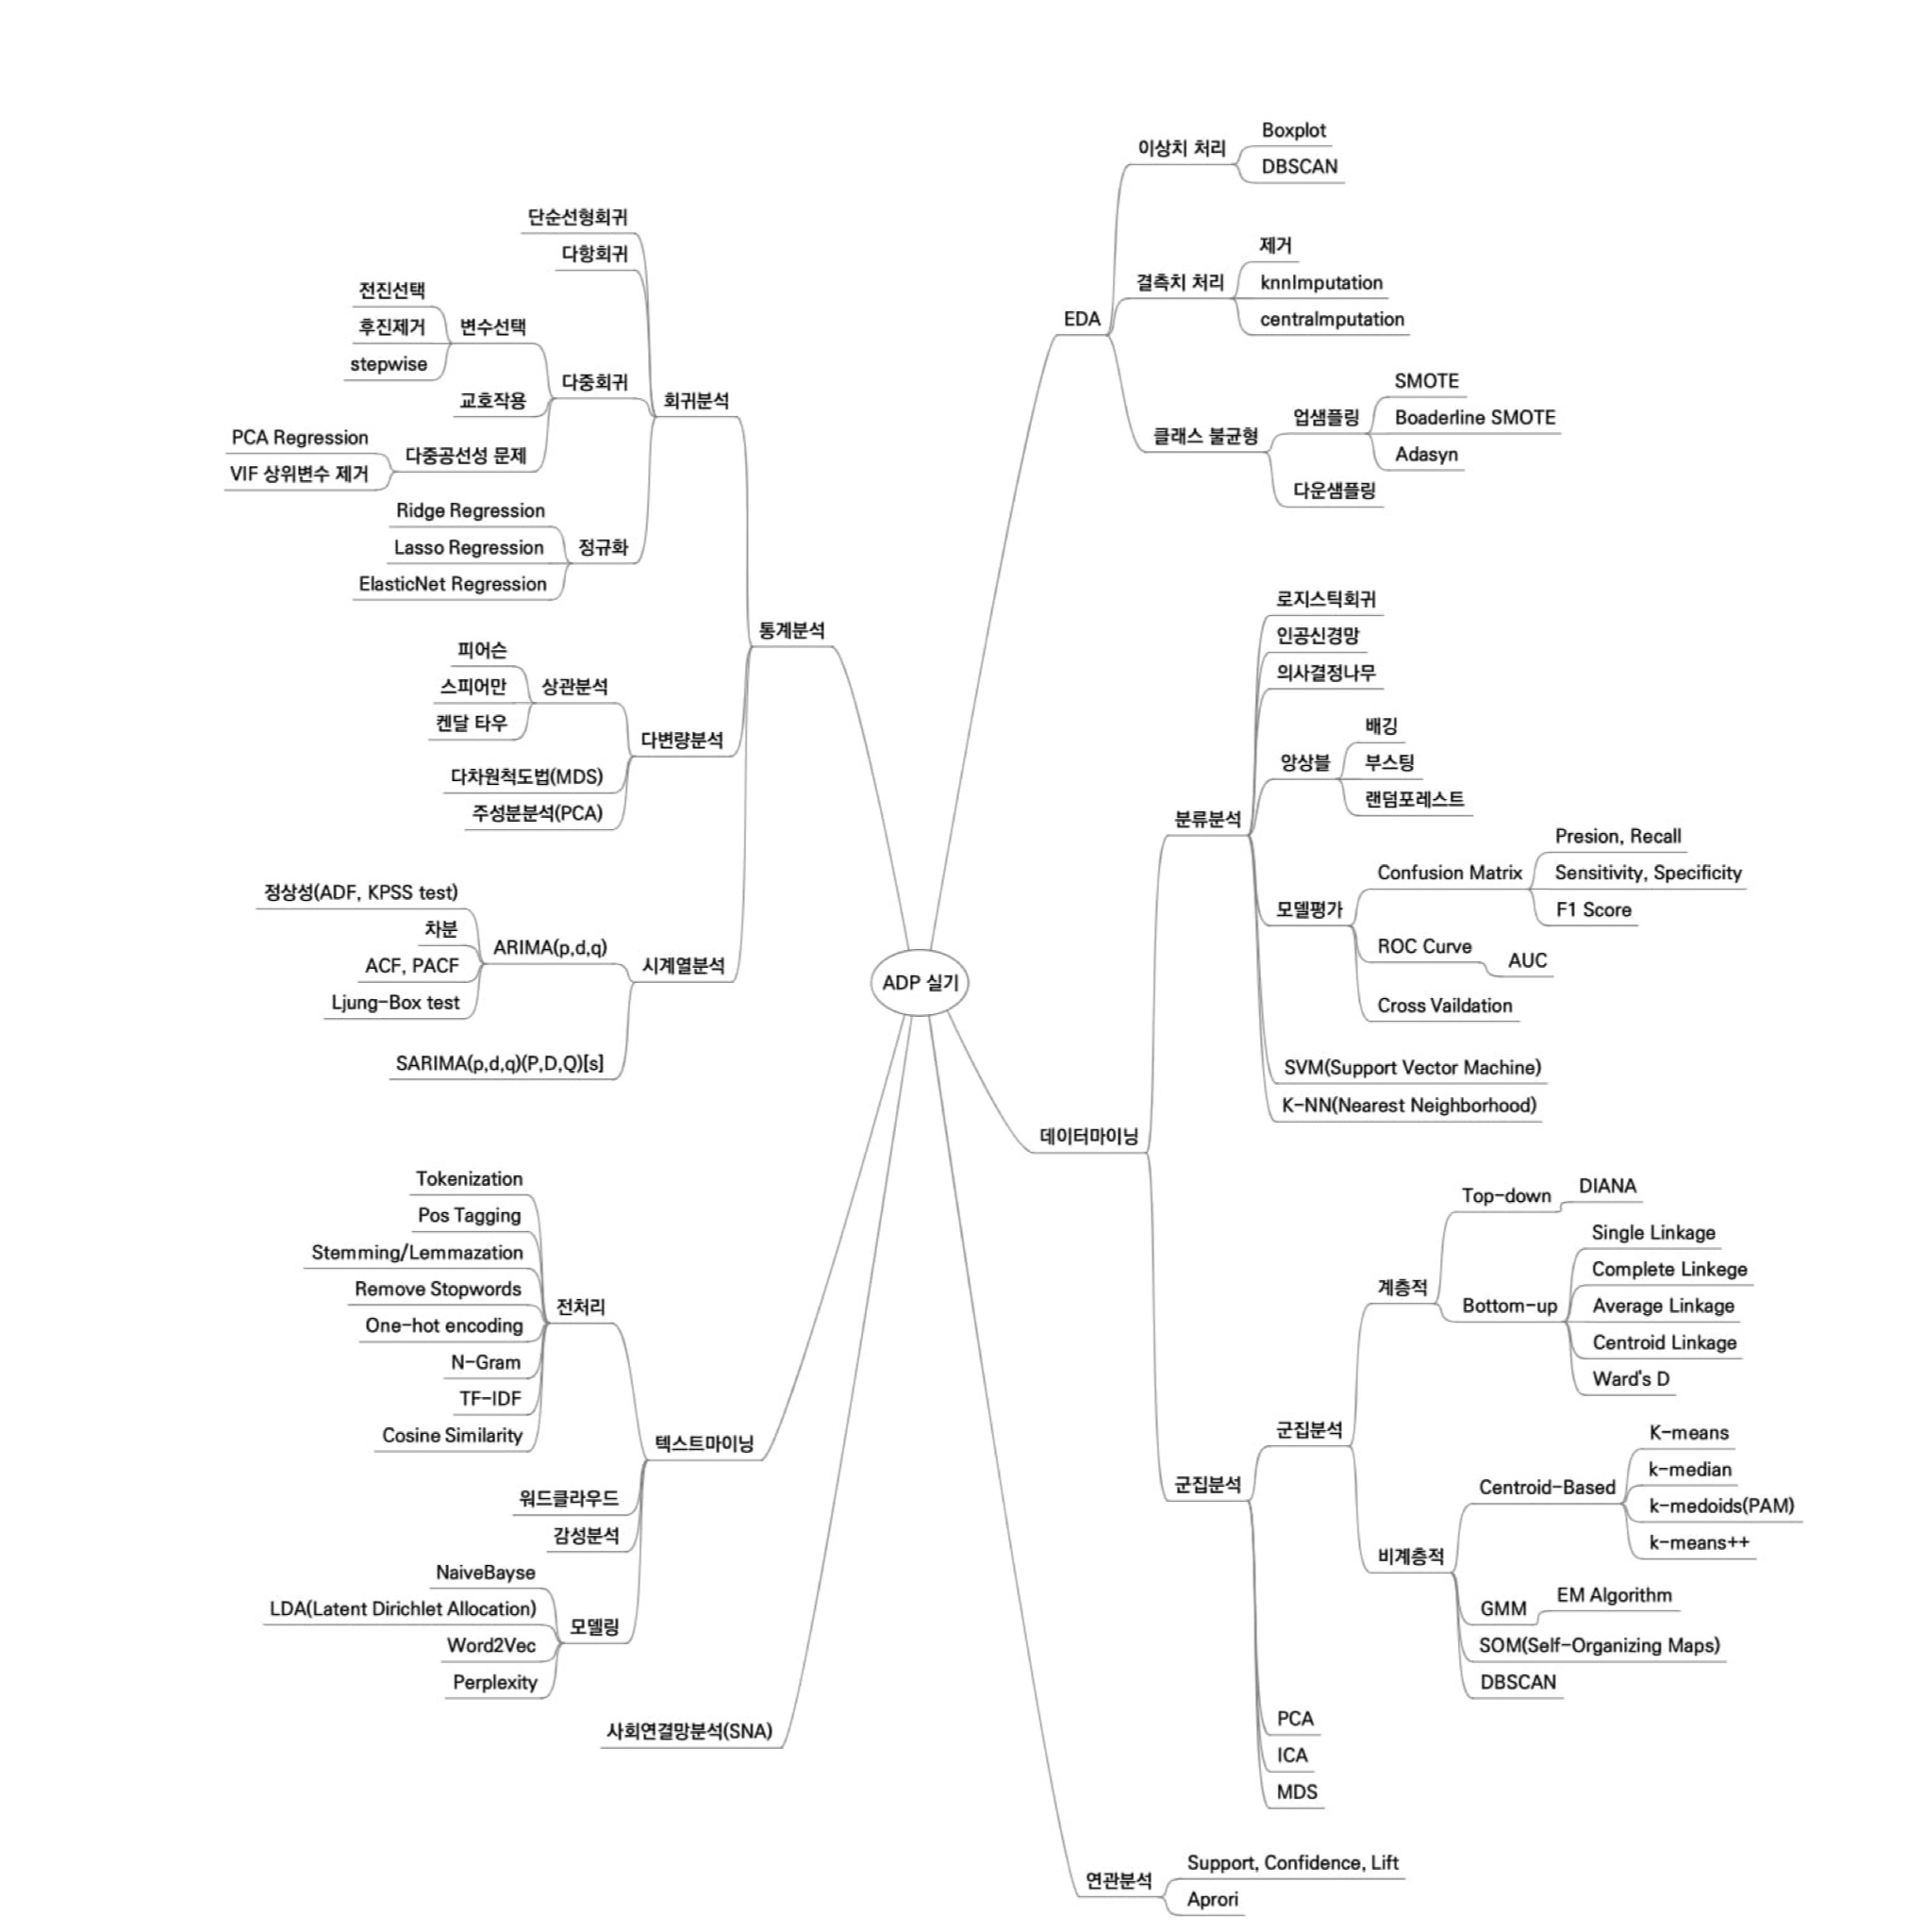 ADP 실기
EDA
이상치 처리
Boxplot
DBSCAN
결측치 처리
제거
knnImputation
centralmputation
클래스 불균형
업샘플링
SMOTE
Boaderline SMOTE
Adasyn
다운샘플링
데이터마이닝
분류분석
로지스틱회귀
인공신경망
의사결정나무
앙상블
배깅
부스팅
랜덤포레스트
모델평가
Confusion Matrix
Presion, Recall
Sensitivity, Specificity
F1 Score
ROC Curve
AUC
Cross Vaildation
SVM(Support Vector Machine)
K-NN(Nearest Neighborhood)
군집분석
군집분석
계층적
Top-down
DIANA
Bottom-up
Single Linkage
Complete Linkege
Average Linkage
Centroid Linkage
Ward's D
비계층적
Centroid-Based
K-means
k-median
k-medoids(PAM)
k-means++
GMM
EM Algorithm
SOM(Self-Organizing Maps)
DBSCAN
PCA
ICA
MDS
연관분석
Support, Confidence, Lift
Aprori
통계분석
회귀분석
단순선형회귀
다항회귀
다중회귀
변수선택
전진선택
후진제거
stepwise
교호작용
다중공선성 문제
PCA Regression
VIF 상위변수 제거
정규화
Ridge Regression
Lasso Regression
ElasticNet Regression
다변량분석
상관분석
피어슨
스피어만
켄달 타우
다차원척도법(MDS)
주성분분석(PCA)
시계열분석
ARIMA(p,d,q)
정상성(ADF, KPSS test)
차분
ACF, PACF
Ljung-Box test
SARIMA(p,d,q)(P,D,Q)[s]
텍스트마이닝
전처리
Tokenization
Pos Tagging
Stemming/Lemmazation
Remove Stopwords
One-hot encoding
N-Gram
TF-IDF
Cosine Similarity
워드클라우드
감성분석
모델링
NaiveBayse
LDA(Latent Dirichlet Allocation)
Word2Vec
Perplexity
사회연결망분석(SNA)